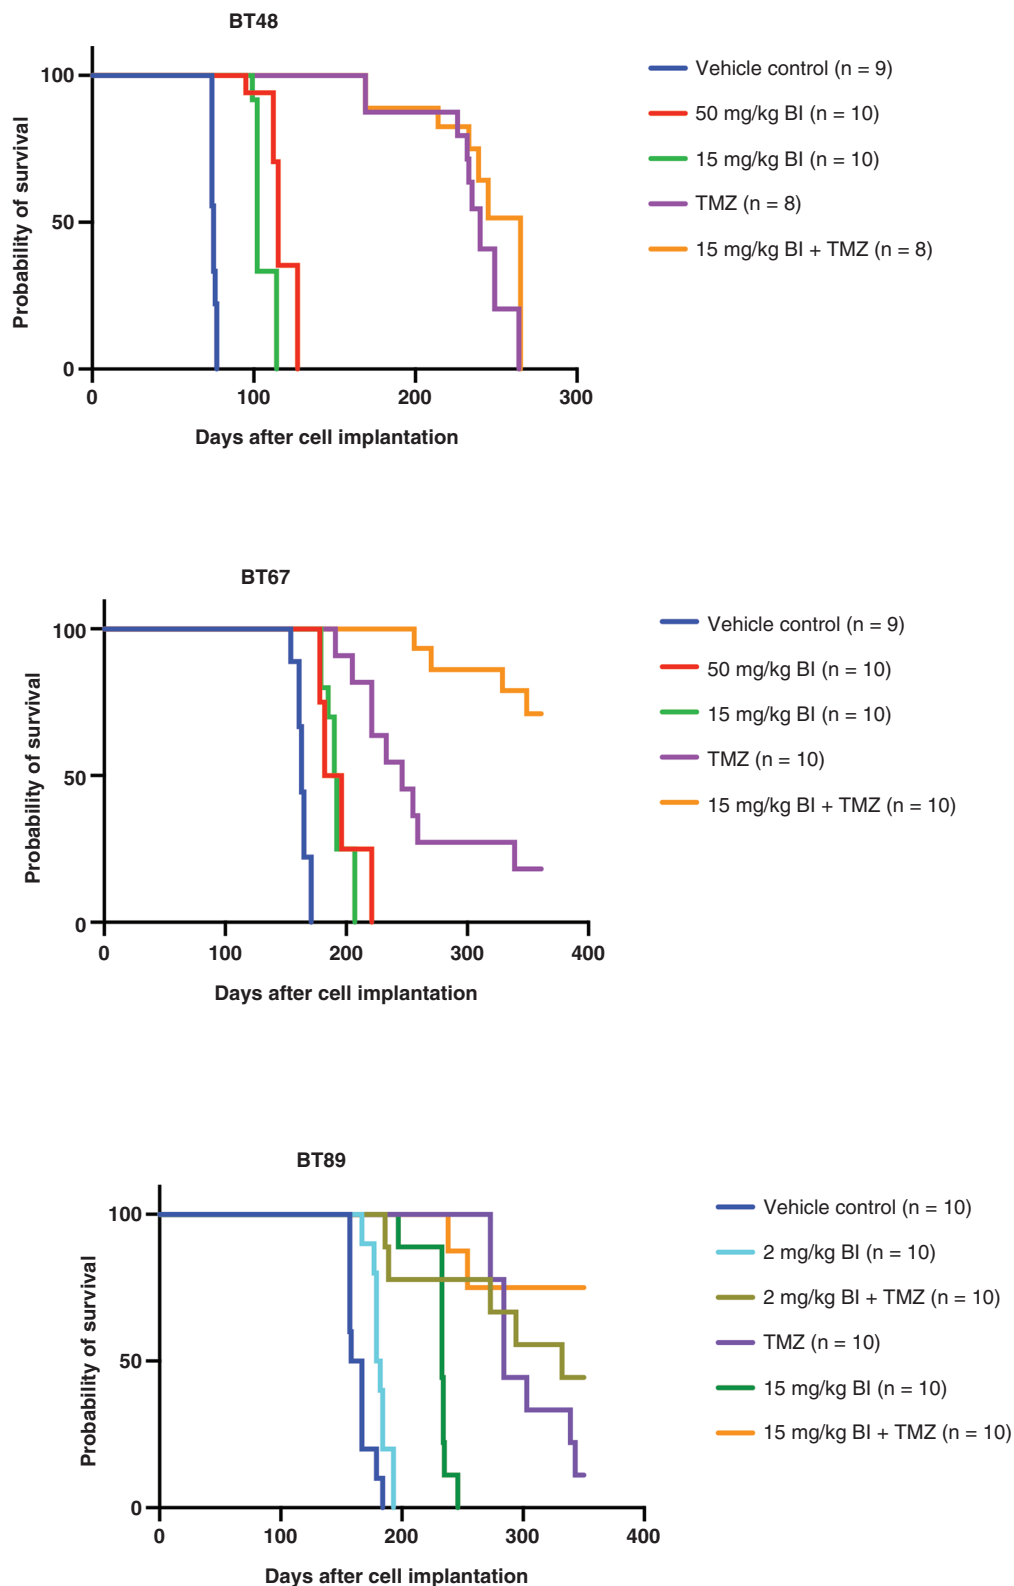 BT48
100
50
0
0
100
200
300
Probability of survival
Days after cell implantation
Vehicle control (n = 9)
50 mg/kg BI (n = 10)
15 mg/kg BI (n = 10)
TMZ (n = 8)
15 mg/kg BI + TMZ (n = 8)
BT67
100
50
0
0
100
200
300
400
Probability of survival
Days after cell implantation
Vehicle control (n = 9)
50 mg/kg BI (n = 10)
15 mg/kg BI (n = 10)
TMZ (n = 10)
15 mg/kg BI + TMZ (n = 10)
BT89
100
50
0
0
100
200
300
400
Probability of survival
Days after cell implantation
Vehicle control (n = 10)
2 mg/kg BI (n = 10)
2 mg/kg BI + TMZ (n = 10)
TMZ (n = 10)
15 mg/kg BI (n = 10)
15 mg/kg BI + TMZ (n = 10)